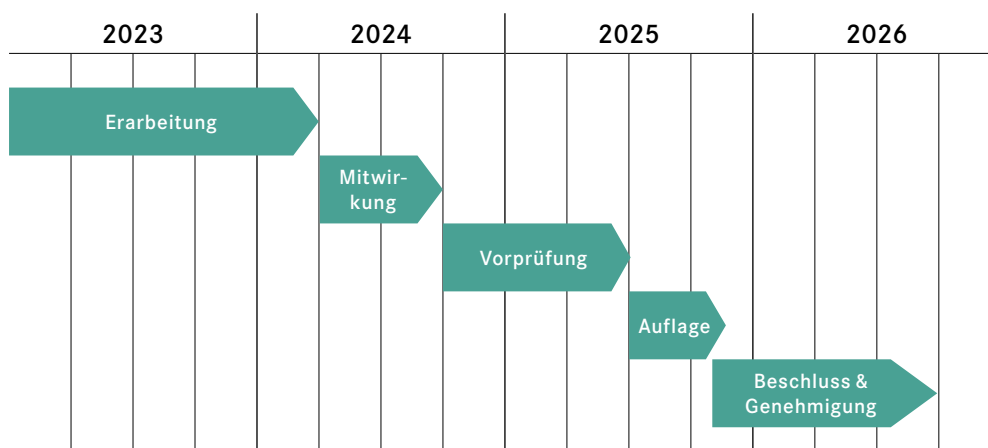 2023 2024 2025 2026
Erarbeitung
Mitwir-
kung
Vorprüfung
Auflage
Beschluss &
Genehmigung